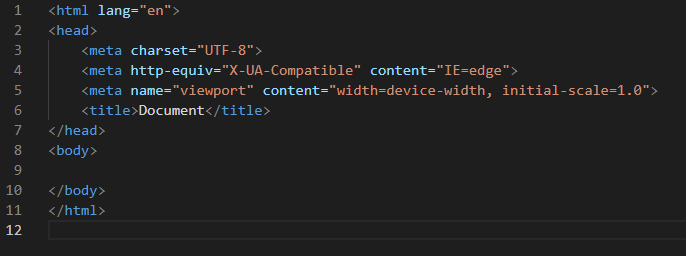 1 <html lang="en">
2 <head>
3     <meta charset="UTF-8">
4     <meta http-equiv="X-UA-Compatible" content="IE=edge">
5     <meta name="viewport" content="width=device-width, initial-scale=1.0">
6     <title>Document</title>
7 </head>
8 <body>
9
10 </body>
11 </html>
12